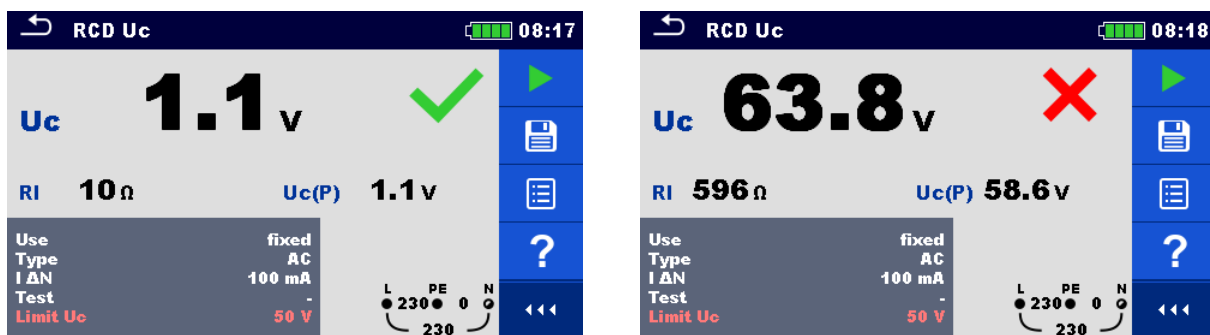 RCD Uc 08:17
Uc 1.1 V
RI 10 Ω Uc(P) 1.1 V
Use fixed
Type AC
I ΔN 100 mA
Test -
Limit Uc 50 V
L PE N
230 0
230
?
RCD Uc 08:18
Uc 63.8 V
RI 596 Ω Uc(P) 58.6 V
Use fixed
Type AC
I ΔN 100 mA
Test -
Limit Uc 50 V
L PE N
230 0
230
?